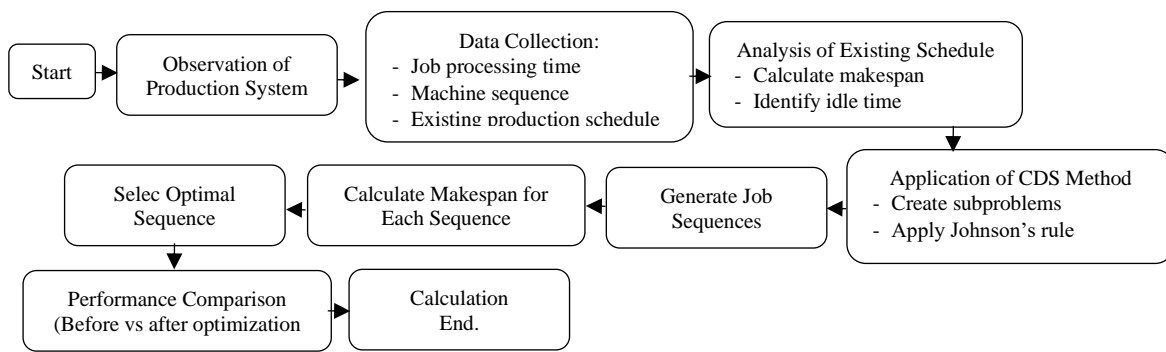 Start
Observation of
Production System
Data Collection:
- Job processing time
- Machine sequence
- Existing production schedule
Analysis of Existing Schedule
- Calculate makespan
- Identify idle time
Application of CDS Method
- Create subproblems
- Apply Johnson’s rule
Generate Job
Sequences
Calculate Makespan for
Each Sequence
Selec Optimal
Sequence
Performance Comparison
(Before vs after optimization
Calculation
End.